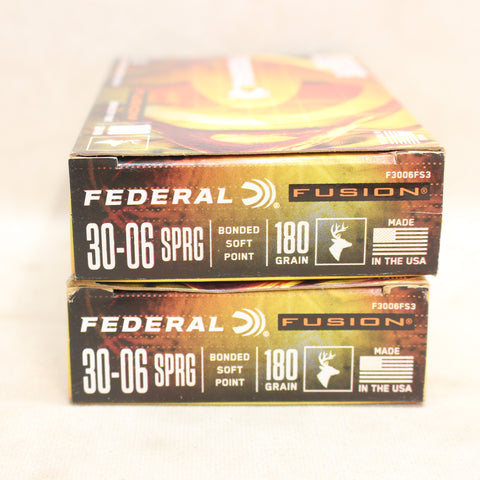 F3006FS3
FEDERAL FUSION®
30-06 SPRG
BONDED
SOFT
POINT
180
GRAIN
MADE
IN THE USA
F3006FS3
FEDERAL FUSION®
30-06 SPRG
BONDED
SOFT
POINT
180
GRAIN
MADE
IN THE USA